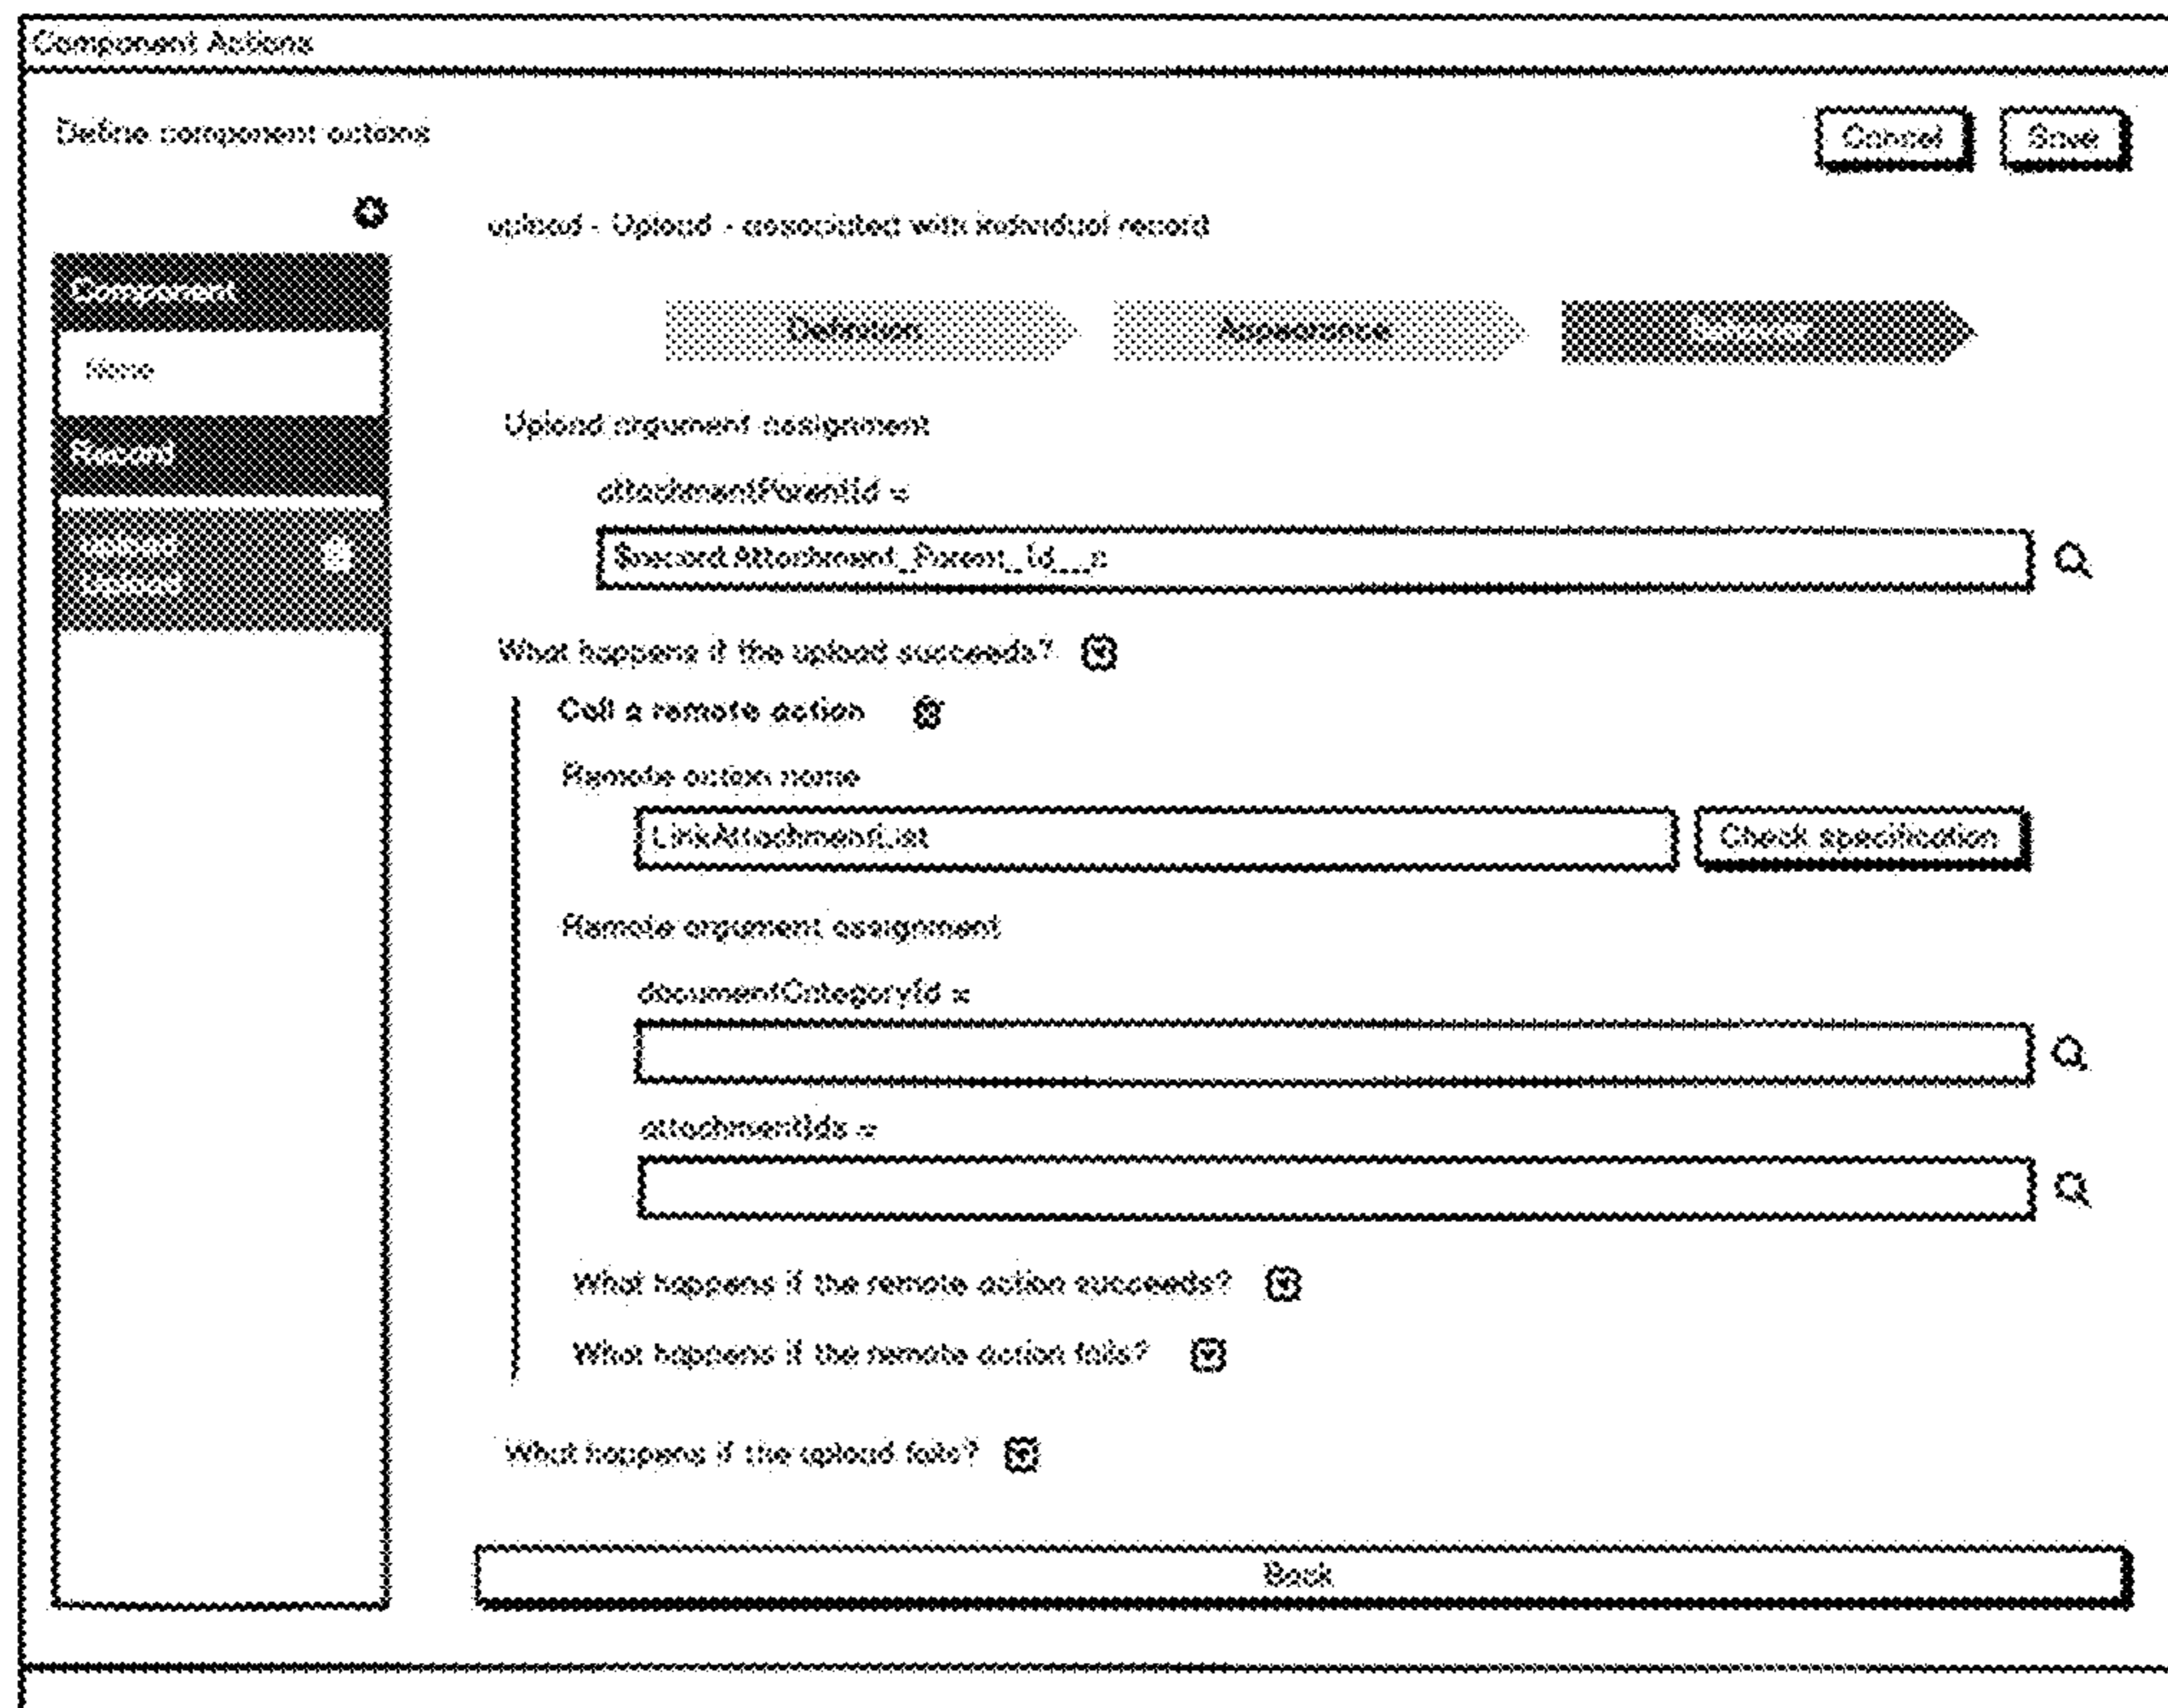 Component Actions
Define component actions
Cancel
Save
upload - Upload - associated with individual record
Component
None
Record
upload
Upload
Definition
Appearance
Behavior
Upload argument assignment
attachmentParentId =
$record.Attachment_Parent_Id__c
What happens if the upload succeeds?
Call a remote action
Remote action name
LinkAttachmentList
Check specification
Remote argument assignment
documentCategoryId =
attachmentIds =
What happens if the remote action succeeds?
What happens if the remote action fails?
What happens if the upload fails?
Back